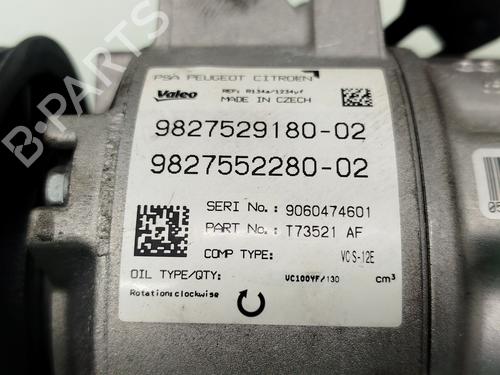 PSA PEUGEOT CITROEN
Valeo
REF: R134a/1234yf
MADE IN CZECH
9827529180-02
9827552280-02
SERI No.: 9060474601
PART No.: T73521 AF
COMP TYPE: VCS-12E
OIL TYPE/QTY: VC100YF/130 cm³
Rotation:clockwise